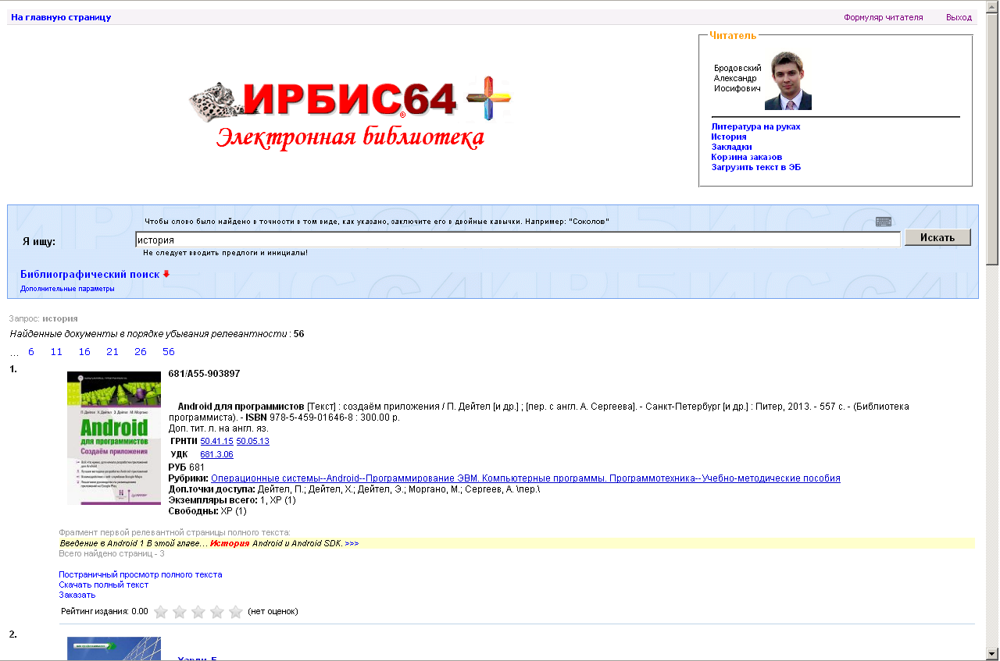 На главную страницу
Формуляр читателя Выход
Читатель
Бродовский
Александр
Иосифович
ИРБИС64
®
Электронная библиотека
Литература на руках
История
Закладки
Корзина заказов
Загрузить текст в ЭБ
Чтобы слово было найдено в точности в том виде, как указано, заключите его в двойные кавычки. Например: "Соколов"
Я ищу:
история
Искать
Не следует вводить предлоги и инициалы!
Библиографический поиск
Дополнительные параметры
Запрос: история
Найденные документы в порядке убывания релевантности : 56
... 6 11 16 21 26 56
1.
681/А55-903897
П. Дейтел Х. Дейтел Э. Дейтел М. Моргано
Android
для программистов
Создаём приложения
Android для программистов [Текст] : создаём приложения / П. Дейтел [и др.] ; [пер. с англ. А. Сергеева]. - Санкт-Петербург [и др.] : Питер, 2013. - 557 с. - (Библиотека
программиста). - ISBN 978-5-459-01646-8 : 300.00 р.
Доп. тит. л. на англ. яз.
ГРНТИ 50.41.15 50.05.13
УДК 681.3.06
РУБ 681
Рубрики: Операционные системы--Android--Программирование ЭВМ. Компьютерные программы. Программотехника--Учебно-методические пособия
Доп.точки доступа: Дейтел, П.; Дейтел, Х.; Дейтел, Э.; Моргано, М.; Сергеев, А. \пер.\
Экземпляры всего: 1, ХР (1)
Свободны: ХР (1)
Фрагмент первой релевантной страницы полного текста:
Введение в Android 1 В этой главе... История Android и Android SDK. >>>
Всего найдено страниц - 3
Постраничный просмотр полного текста
Скачать полный текст
Заказать
Рейтинг издания: 0.00 (нет оценок)
2.